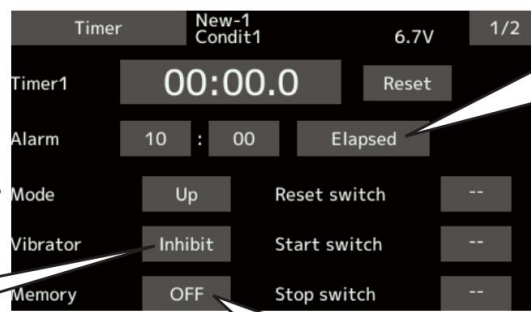 Timer New-1 Condit1 6.7V 1/2
Timer1 00:00.0 Reset
Alarm 10 : 00 Elapsed
Mode Up Reset switch --
Vibrator Inhibit Start switch --
Memory OFF Stop switch --